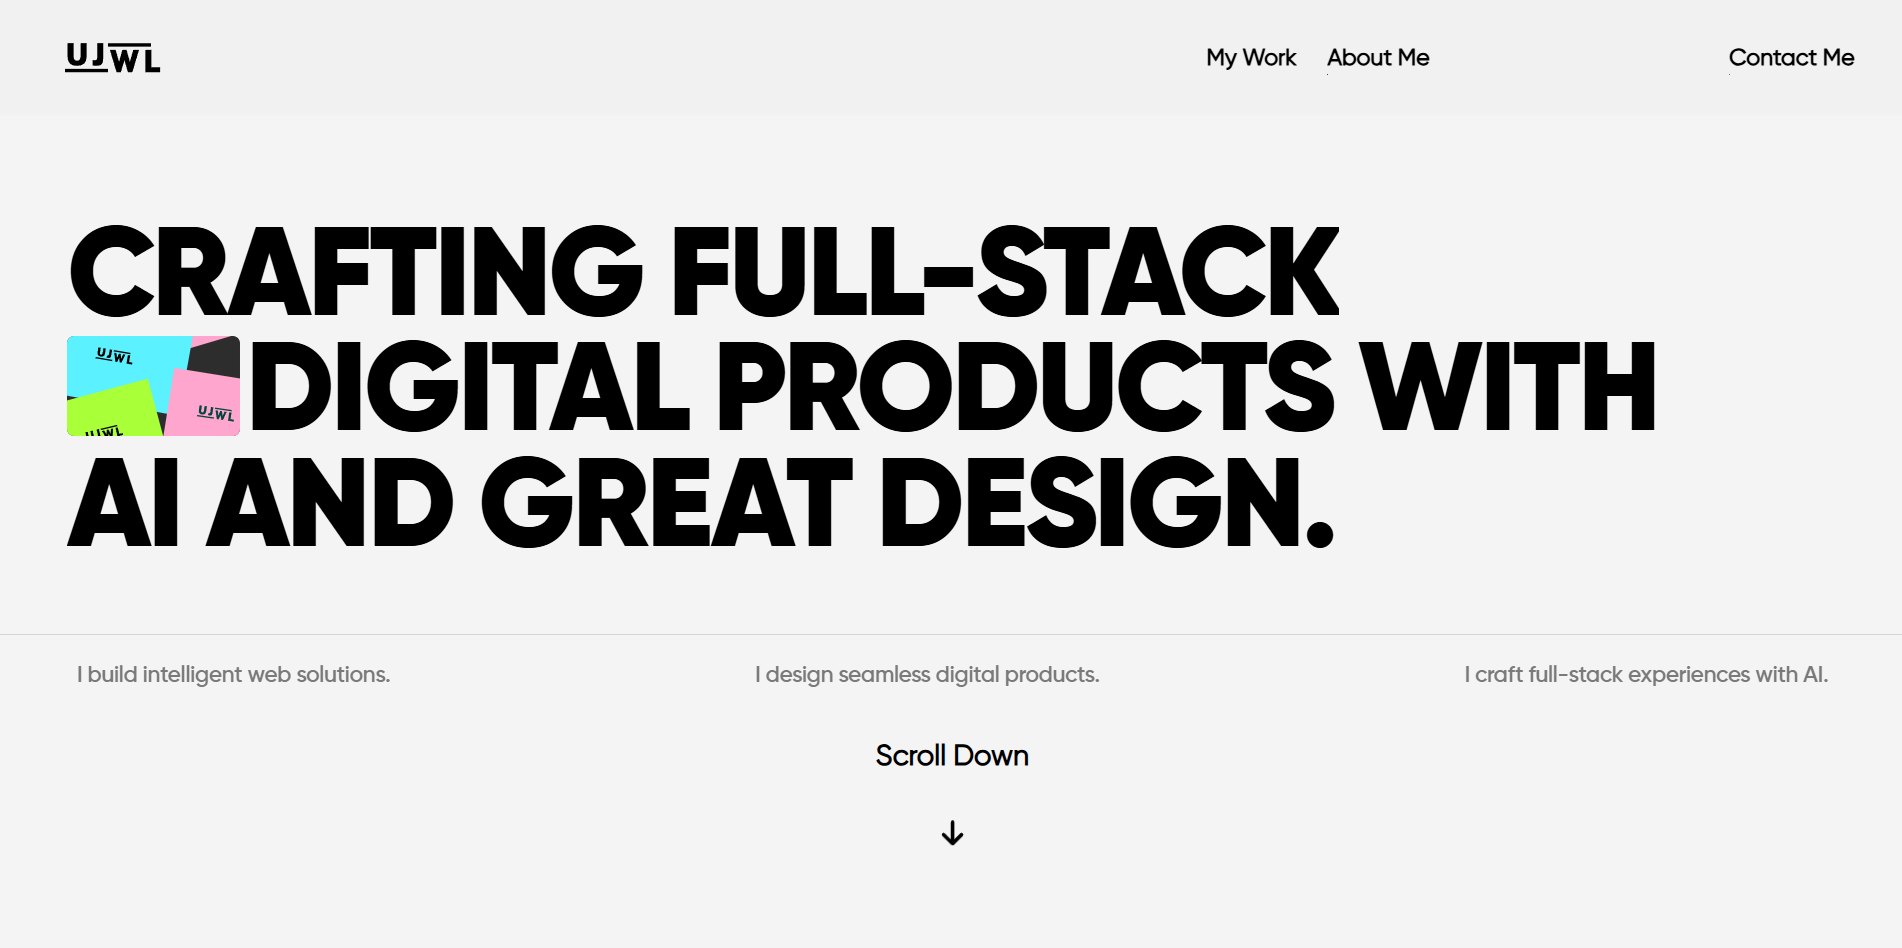 UJWL
My Work About Me Contact Me
CRAFTING FULL-STACK
UJWL
UJWL
UJWL
DIGITAL PRODUCTS WITH
AI AND GREAT DESIGN.
I build intelligent web solutions. I design seamless digital products. I craft full-stack experiences with AI.
Scroll Down